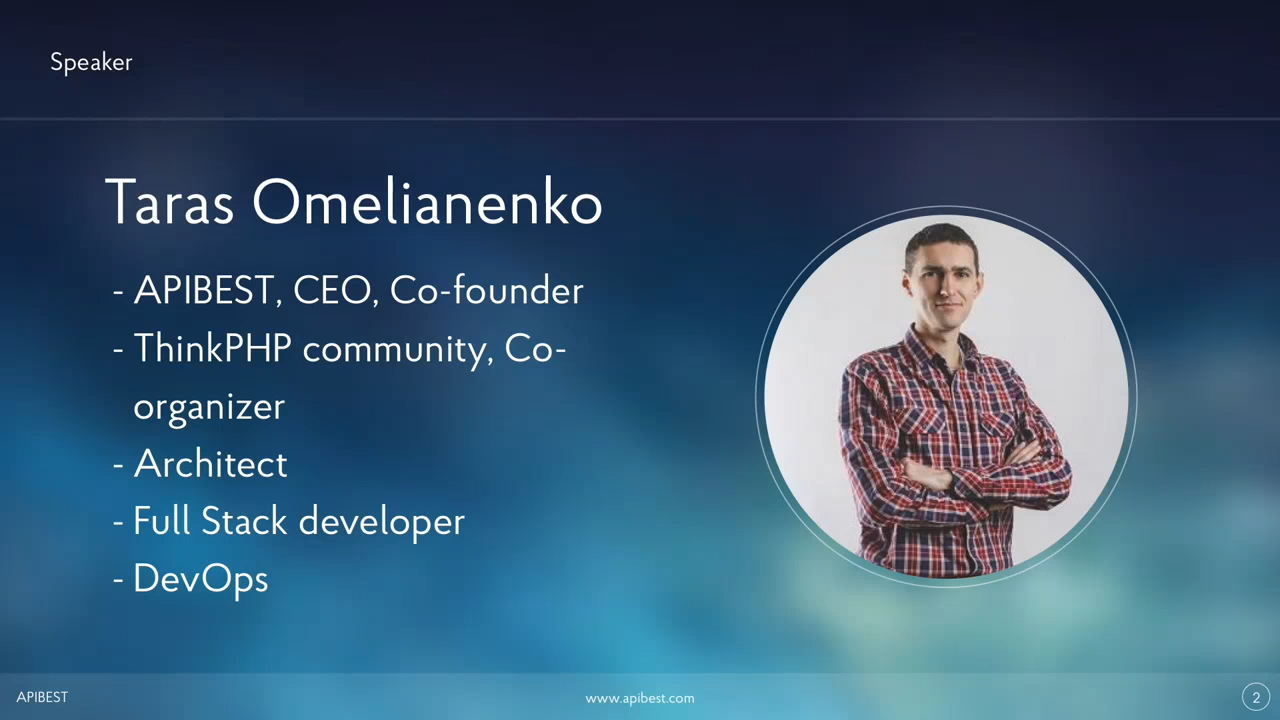 Speaker
Taras Omelianenko
- APIBEST, CEO, Co-founder
- ThinkPHP community, Co-
organizer
- Architect
- Full Stack developer
- DevOps
APIBEST
www.apibest.com
2